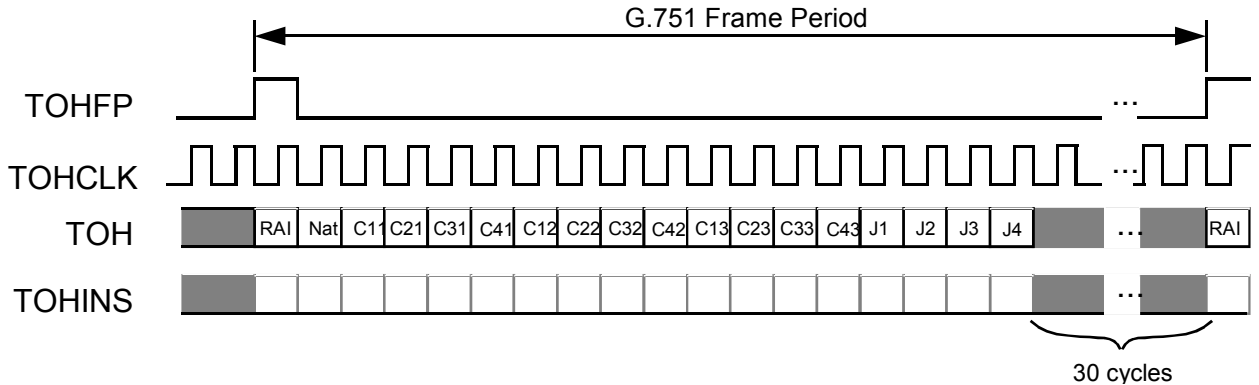 G.751 Frame Period
TOHFP ...
TOHCLK ...
TOH RAI Nat C11 C21 C31 C41 C12 C22 C32 C42 C13 C23 C33 C43 J1 J2 J3 J4 ... RAI
TOHINS ...
30 cycles